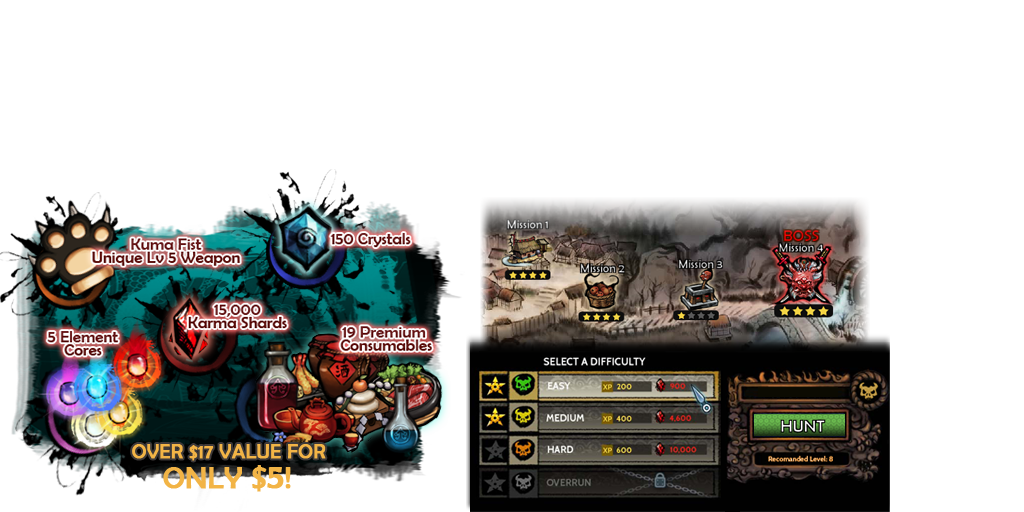 Kuma Fist
Unique Lv 5 Weapon
150 Crystals
15,000
Karma Shards
5 Element
Cores
19 Premium
Consumables
OVER $17 VALUE FOR
ONLY $5!
Mission 1
Mission 2
Mission 3
BOSS
Mission 4
SELECT A DIFFICULTY
EASY XP 200 900
MEDIUM XP 400 4,600
HARD XP 600 10,000
OVERRUN
HUNT
Recomanded Level: 8